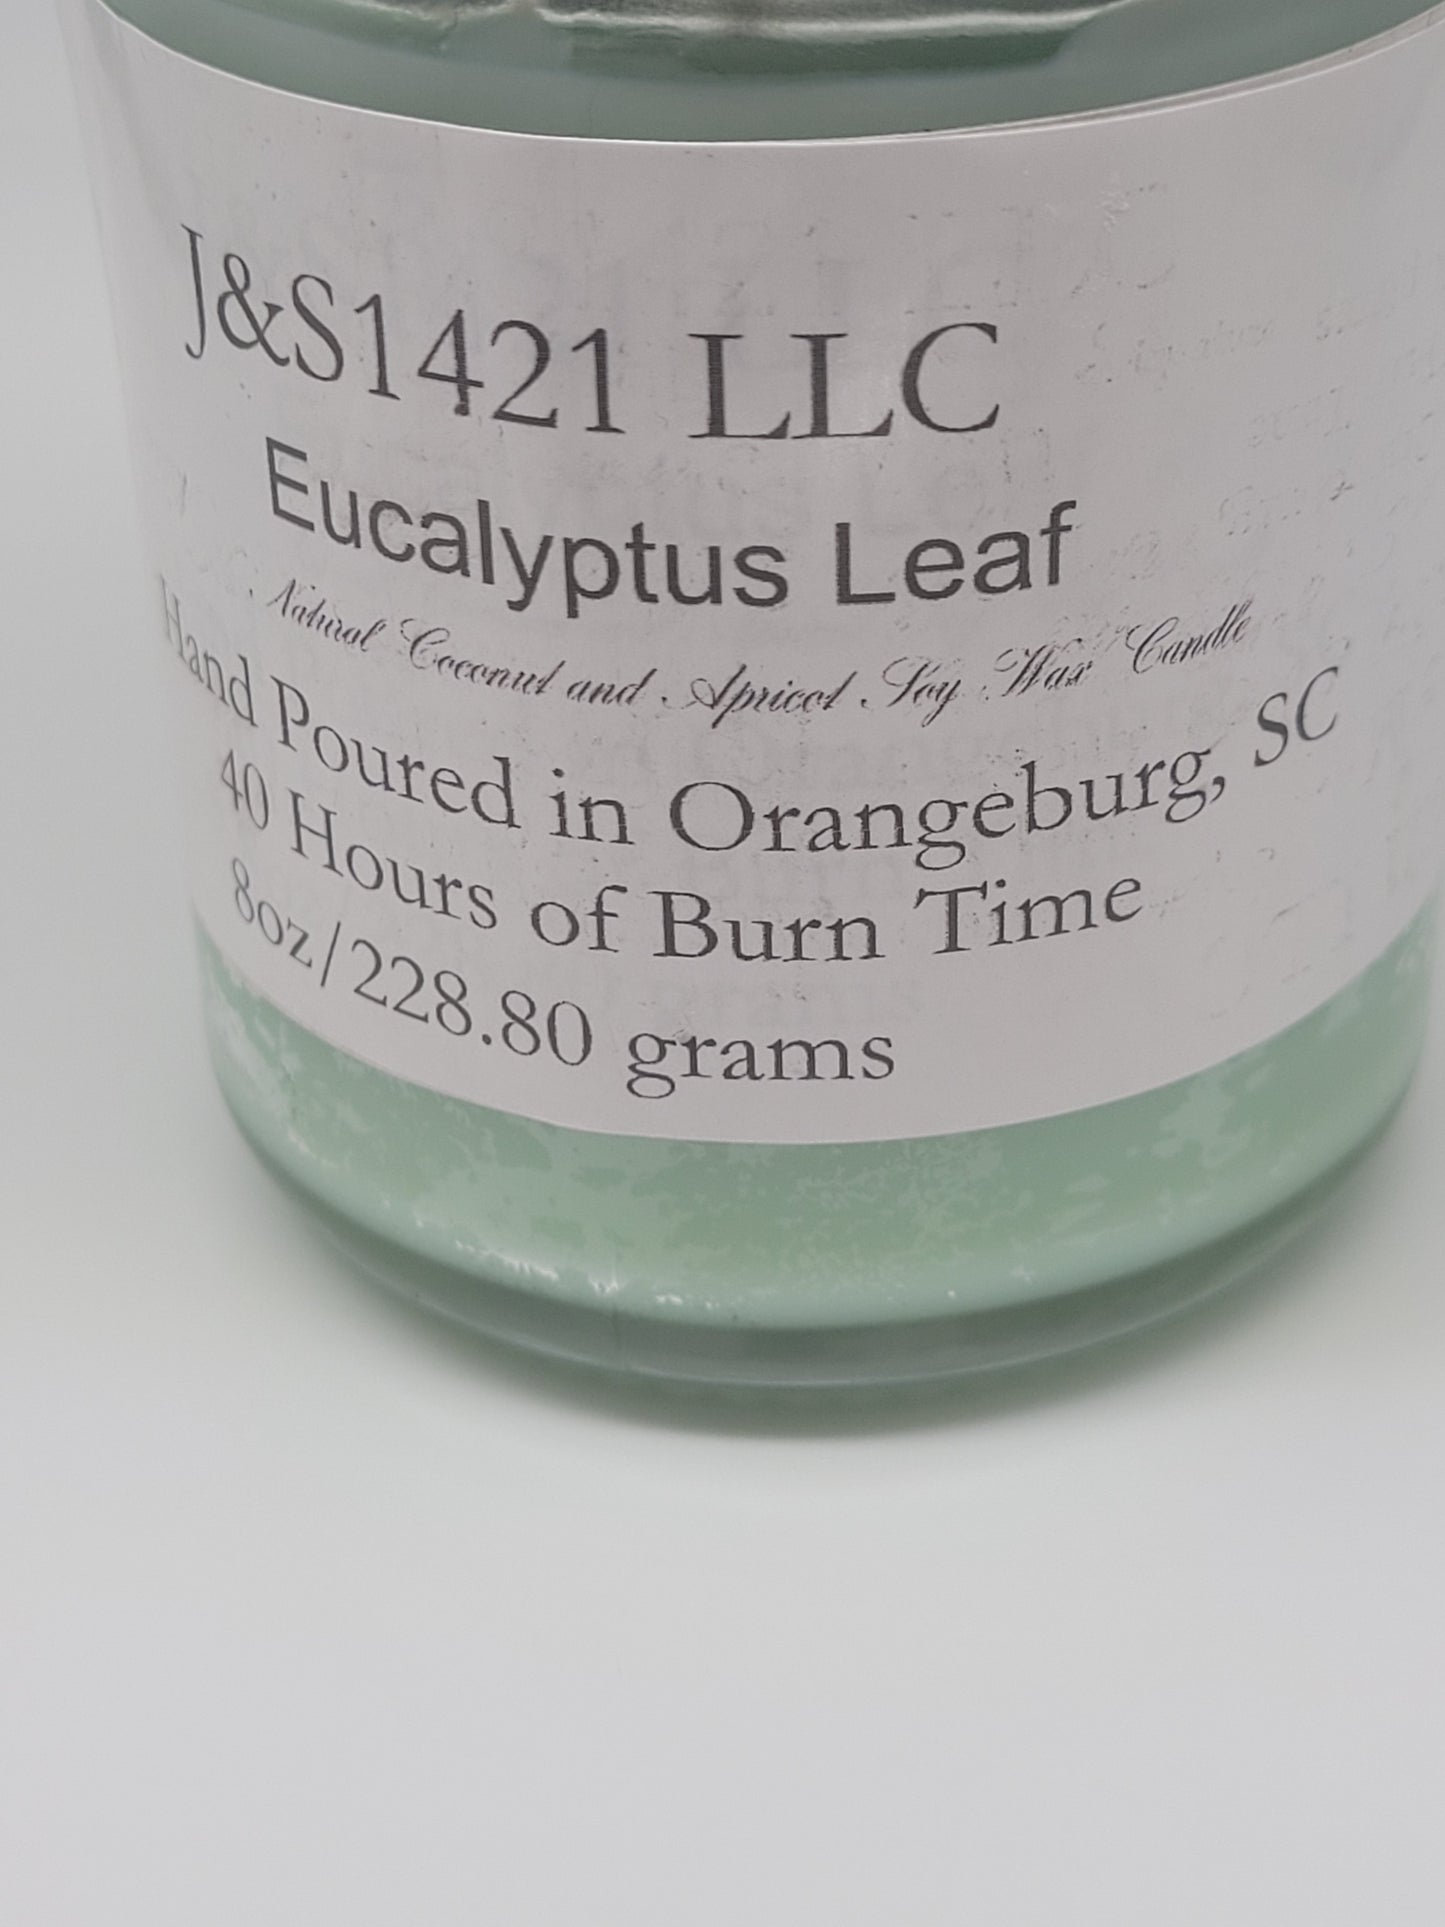 J&S1421 LLC
Eucalyptus Leaf
Natural Coconut and Apricot Soy Wax Candle
Hand Poured in Orangeburg, SC
40 Hours of Burn Time
8oz/228.80 grams